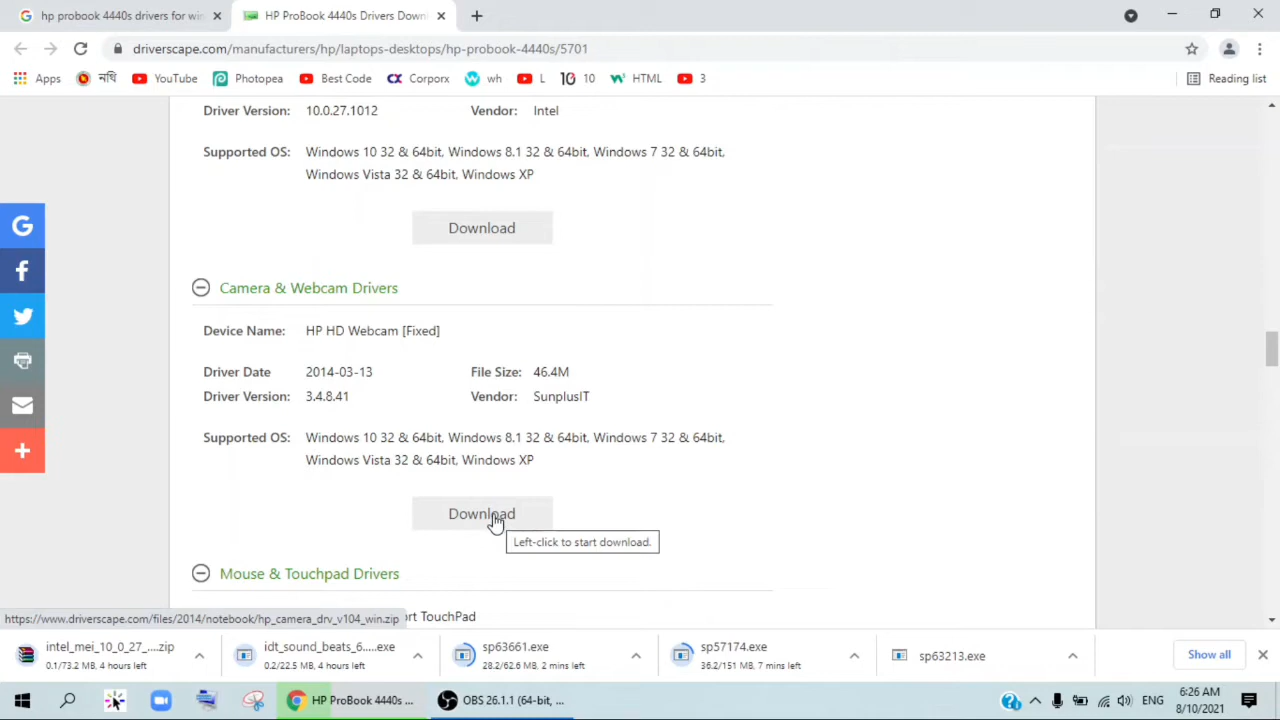 hp probook 4440s drivers for wi
HP ProBook 4440s Drivers Down
driverscape.com/manufacturers/hp/laptops-desktops/hp-probook-4440s/5701
Apps
নথি
YouTube
Photopea
Best Code
Corporx
wh
L
10
HTML
3
Reading list
Driver Version: 10.0.27.1012 Vendor: Intel
Supported OS: Windows 10 32 & 64bit, Windows 8.1 32 & 64bit, Windows 7 32 & 64bit,
Windows Vista 32 & 64bit, Windows XP
Download
Camera & Webcam Drivers
Device Name: HP HD Webcam [Fixed]
Driver Date 2014-03-13 File Size: 46.4M
Driver Version: 3.4.8.41 Vendor: SunplusIT
Supported OS: Windows 10 32 & 64bit, Windows 8.1 32 & 64bit, Windows 7 32 & 64bit,
Windows Vista 32 & 64bit, Windows XP
Download
Left-click to start download.
Mouse & Touchpad Drivers
https://www.driverscape.com/files/2014/notebook/hp_camera_drv_v104_win.zip
rt TouchPad
intel_mei_10_0_27_....zip
0.1/73.2 MB, 4 hours left
idt_sound_beats_6.....exe
0.2/22.5 MB, 4 hours left
sp63661.exe
28.2/62.6 MB, 2 mins left
sp57174.exe
36.2/151 MB, 7 mins left
sp63213.exe
Show all
HP ProBook 4440s ...
OBS 26.1.1 (64-bit, ...
ENG
6:26 AM
8/10/2021